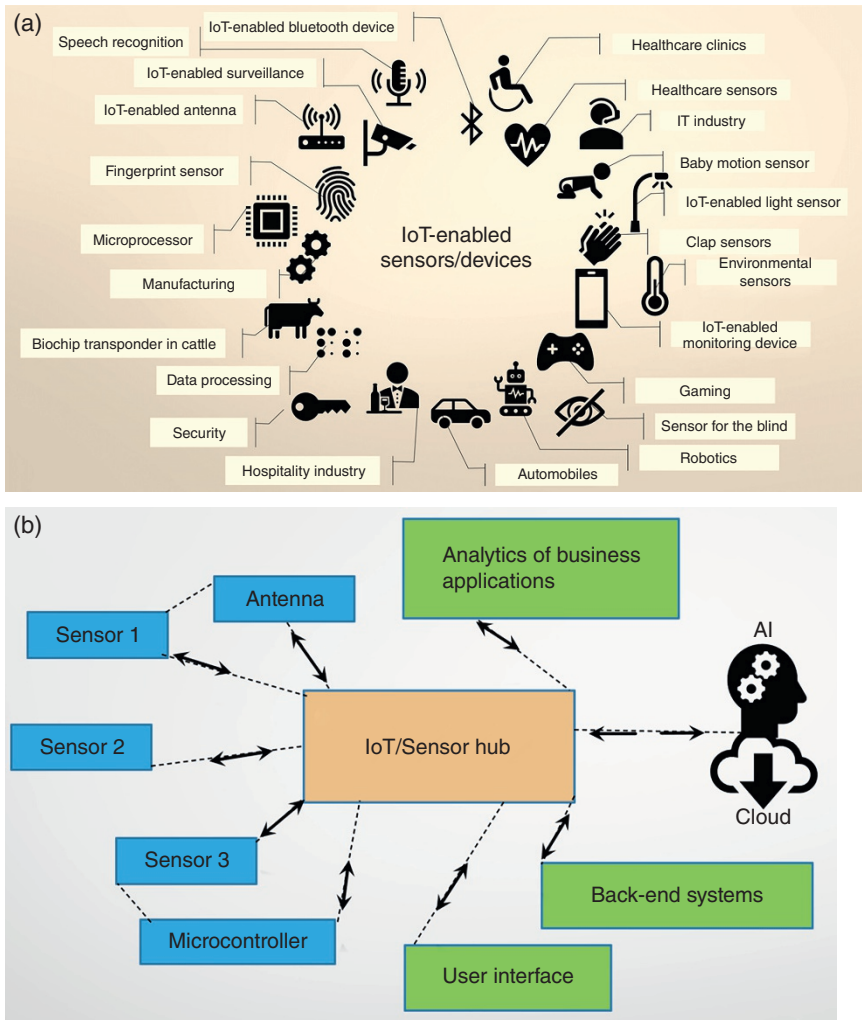 (a)
IoT-enabled bluetooth device
Speech recognition
IoT-enabled surveillance
IoT-enabled antenna
Fingerprint sensor
Microprocessor
Manufacturing
Biochip transponder in cattle
Data processing
Security
Hospitality industry
IoT-enabled
sensors/devices
Healthcare clinics
Healthcare sensors
IT industry
Baby motion sensor
IoT-enabled light sensor
Clap sensors
Environmental
sensors
IoT-enabled
monitoring device
Gaming
Sensor for the blind
Robotics
Automobiles
(b)
Analytics of business
applications
Antenna
Sensor 1
AI
Sensor 2
IoT/Sensor hub
Cloud
Sensor 3
Back-end systems
Microcontroller
User interface